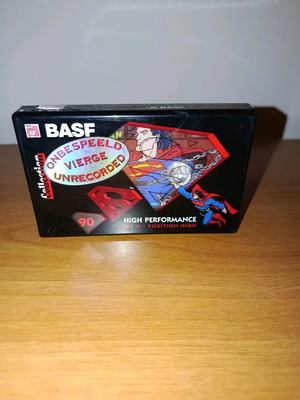 BASF
ONBESPEELD
VIERGE
UNRECORDED
Collection
90
HIGH PERFORMANCE
POSITION HIGH